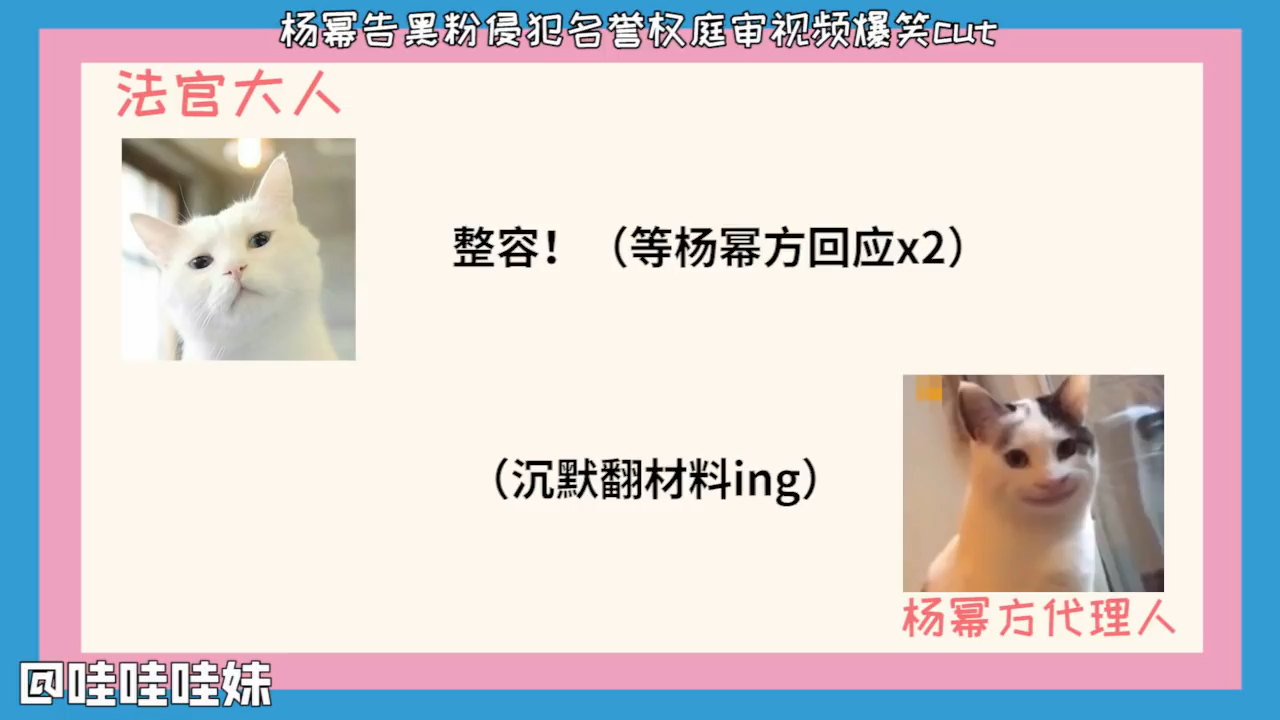 杨幂告黑粉侵犯名誉权庭审视频爆笑cut
法官大人
整容！（等杨幂方回应x2）
（沉默翻材料ing）
杨幂方代理人
@哇哇哇妹